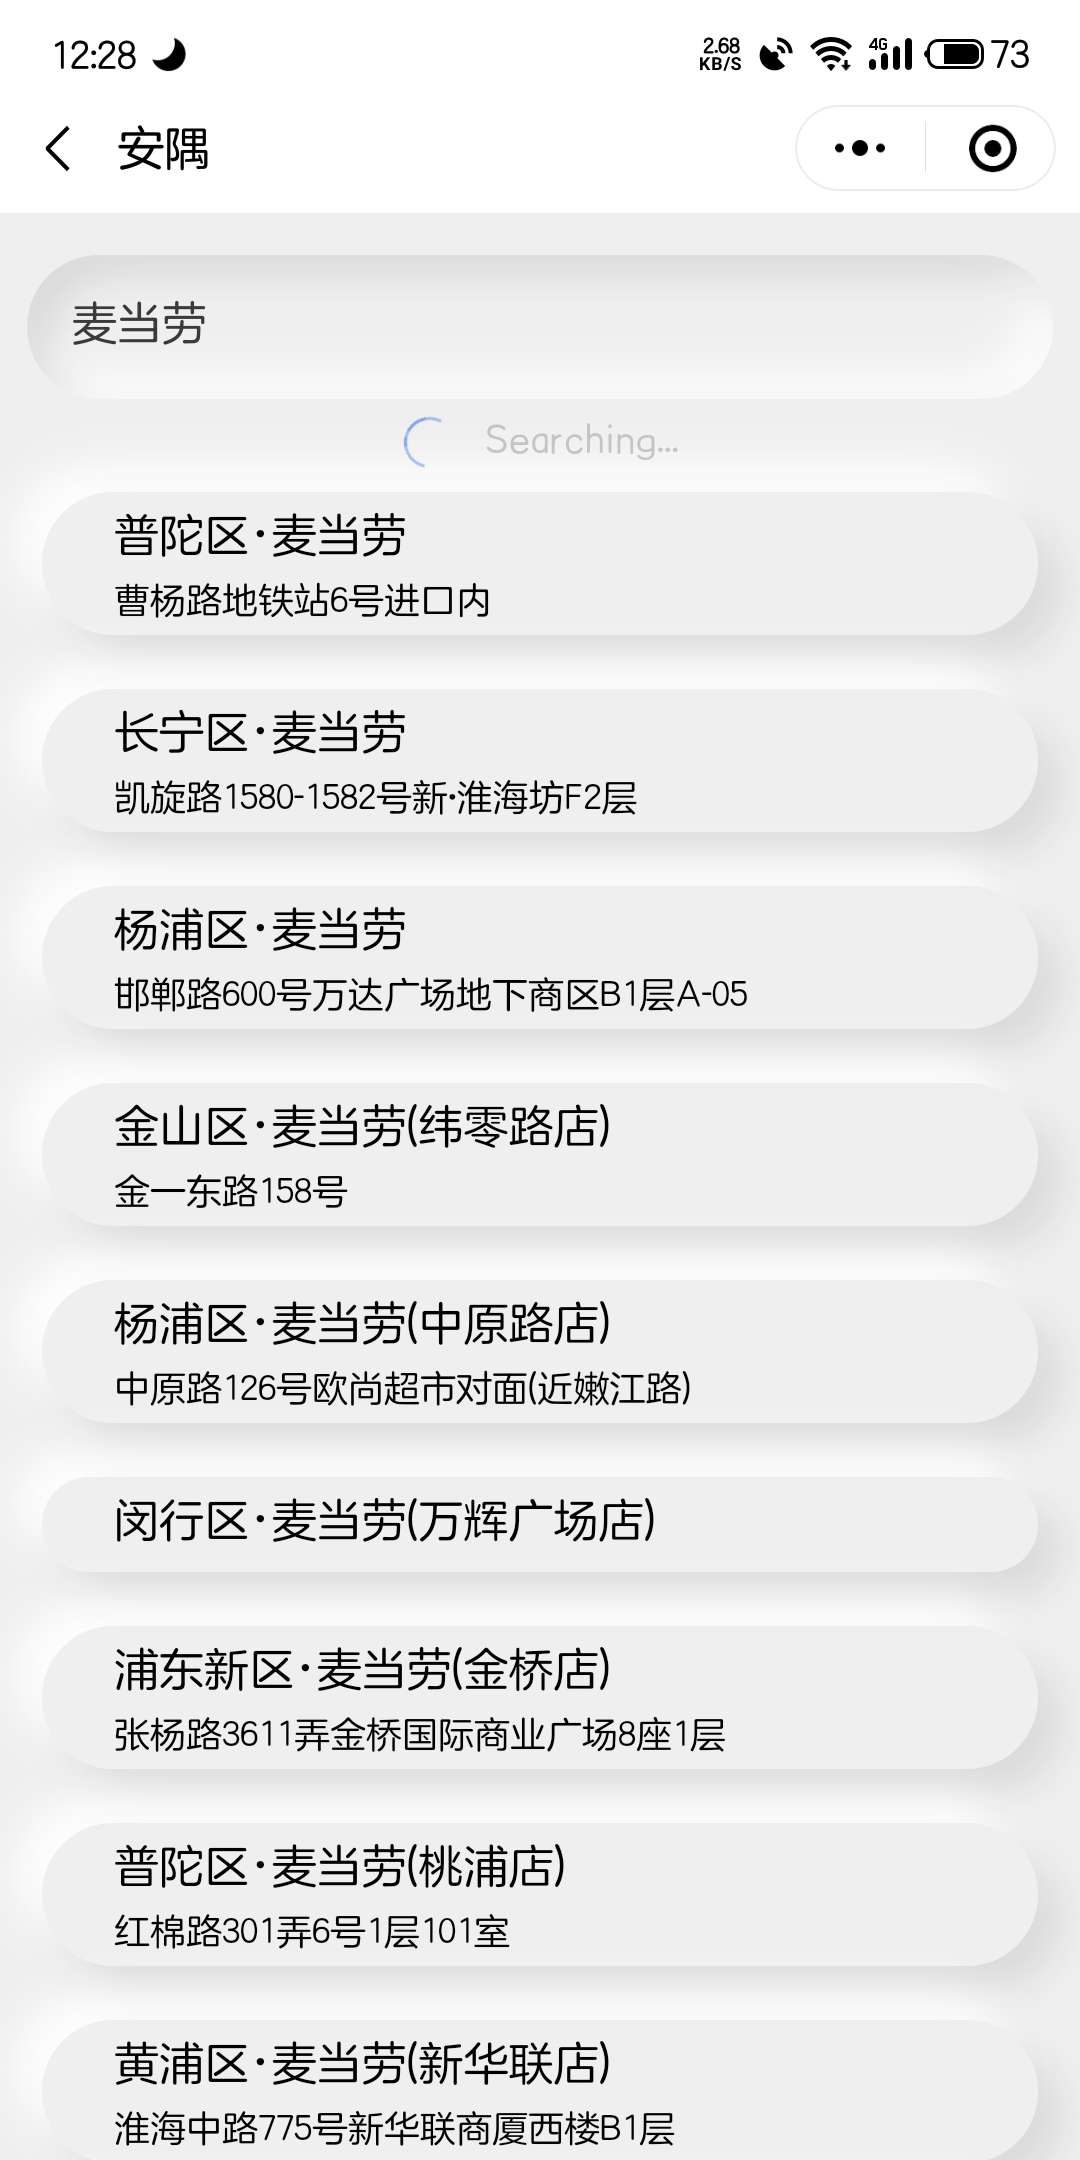 12:28
2.68
KB/S
4G
73
安隅
麦当劳
Searching...
普陀区·麦当劳
曹杨路地铁站6号进口内
长宁区·麦当劳
凯旋路1580-1582号新·淮海坊F2层
杨浦区·麦当劳
邯郸路600号万达广场地下商区B1层A-05
金山区·麦当劳(纬零路店)
金一东路158号
杨浦区·麦当劳(中原路店)
中原路126号欧尚超市对面(近嫩江路)
闵行区·麦当劳(万辉广场店)
浦东新区·麦当劳(金桥店)
张杨路3611弄金桥国际商业广场8座1层
普陀区·麦当劳(桃浦店)
红棉路301弄6号1层101室
黄浦区·麦当劳(新华联店)
淮海中路775号新华联商厦西楼B1层